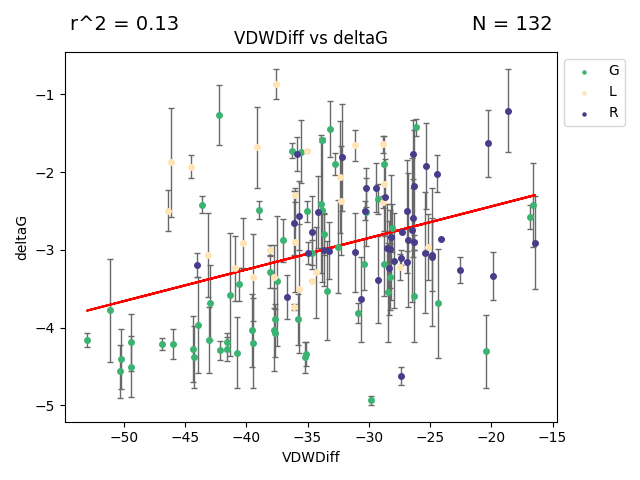 r^2 = 0.13
N = 132
VDWDiff vs deltaG
G
L
R
deltaG
−1
−2
−3
−4
−5
−50
−45
−40
−35
−30
−25
−20
−15
VDWDiff